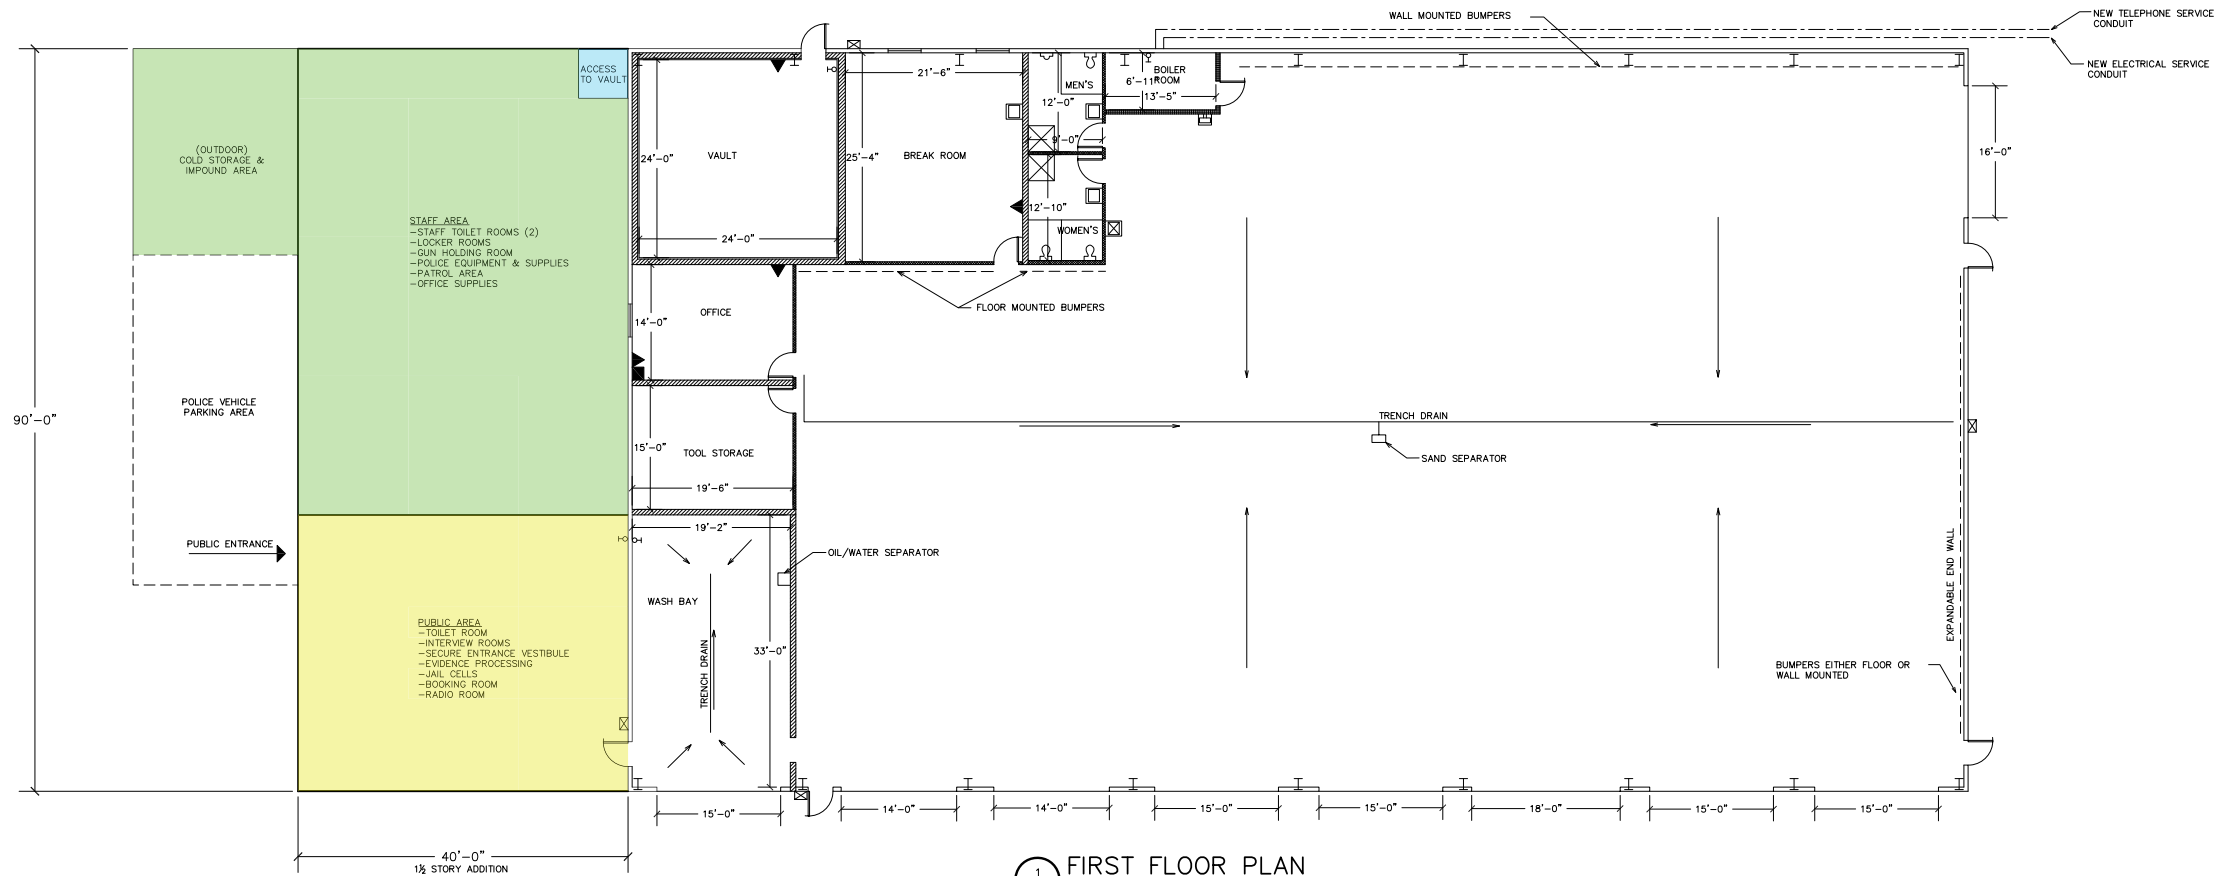 WALL MOUNTED BUMPERS
NEW TELEPHONE SERVICE
CONDUIT
NEW ELECTRICAL SERVICE
CONDUIT
ACCESS
TO VAULT
21'-6"
MEN'S
6'-11"
BOILER
ROOM
13'-5"
12'-0"
9'-0"
16'-0"
(OUTDOOR)
COLD STORAGE &
IMPOUND AREA
24'-0"
VAULT
25'-4"
BREAK ROOM
12'-10"
WOMEN'S
24'-0"
STAFF AREA
-STAFF TOILET ROOMS (2)
-LOCKER ROOMS
-GUN HOLDING ROOM
-POLICE EQUIPMENT & SUPPLIES
-PATROL AREA
-OFFICE SUPPLIES
FLOOR MOUNTED BUMPERS
OFFICE
14'-0"
POLICE VEHICLE
PARKING AREA
90'-0"
TRENCH DRAIN
SAND SEPARATOR
15'-0"
TOOL STORAGE
19'-6"
19'-2"
PUBLIC ENTRANCE
OIL/WATER SEPARATOR
WASH BAY
EXPANDABLE END WALL
PUBLIC AREA
-TOILET ROOM
-INTERVIEW ROOMS
-SECURE ENTRANCE VESTIBULE
-EVIDENCE PROCESSING
-JAIL CELLS
-BOOKING ROOM
-RADIO ROOM
TRENCH DRAIN
33'-0"
BUMPERS EITHER FLOOR OR
WALL MOUNTED
15'-0"
14'-0"
14'-0"
15'-0"
15'-0"
18'-0"
15'-0"
15'-0"
40'-0"
1½ STORY ADDITION
1
FIRST FLOOR PLAN